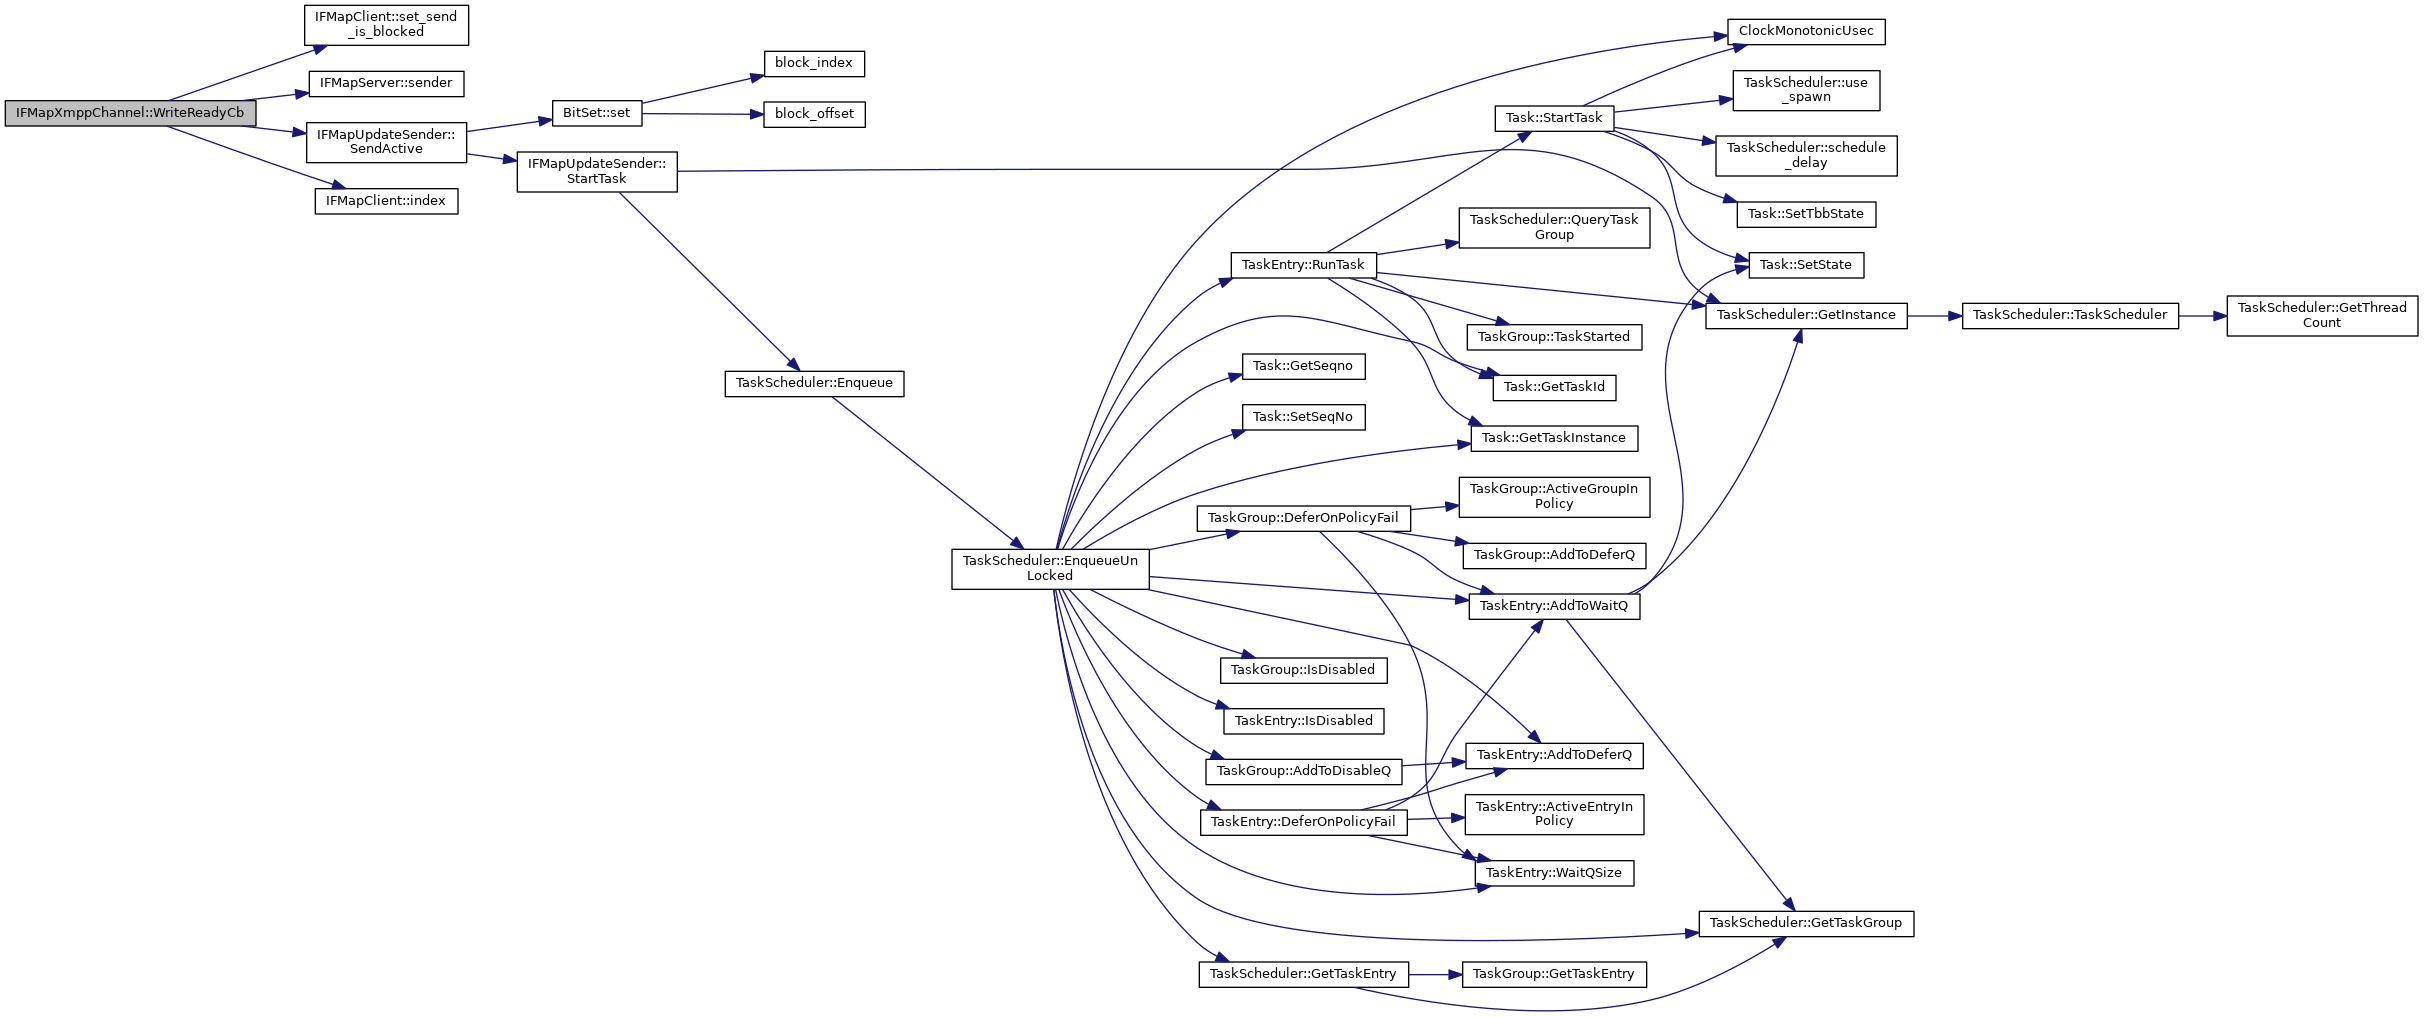 IFMapXmppChannel::WriteReadyCb
IFMapClient::set_send
_is_blocked
IFMapServer::sender
IFMapUpdateSender::
SendActive
IFMapClient::index
BitSet::set
IFMapUpdateSender::
StartTask
block_index
block_offset
TaskScheduler::Enqueue
TaskScheduler::EnqueueUn
Locked
TaskEntry::RunTask
Task::GetSeqno
Task::SetSeqNo
TaskGroup::DeferOnPolicyFail
TaskGroup::IsDisabled
TaskEntry::IsDisabled
TaskGroup::AddToDisableQ
TaskEntry::DeferOnPolicyFail
TaskScheduler::GetTaskEntry
Task::StartTask
TaskScheduler::QueryTask
Group
TaskGroup::TaskStarted
Task::GetTaskId
Task::GetTaskInstance
TaskGroup::ActiveGroupIn
Policy
TaskGroup::AddToDeferQ
TaskEntry::AddToWaitQ
TaskEntry::AddToDeferQ
TaskEntry::ActiveEntryIn
Policy
TaskEntry::WaitQSize
TaskGroup::GetTaskEntry
ClockMonotonicUsec
TaskScheduler::use
_spawn
TaskScheduler::schedule
_delay
Task::SetTbbState
Task::SetState
TaskScheduler::GetInstance
TaskScheduler::GetTaskGroup
TaskScheduler::TaskScheduler
TaskScheduler::GetThread
Count